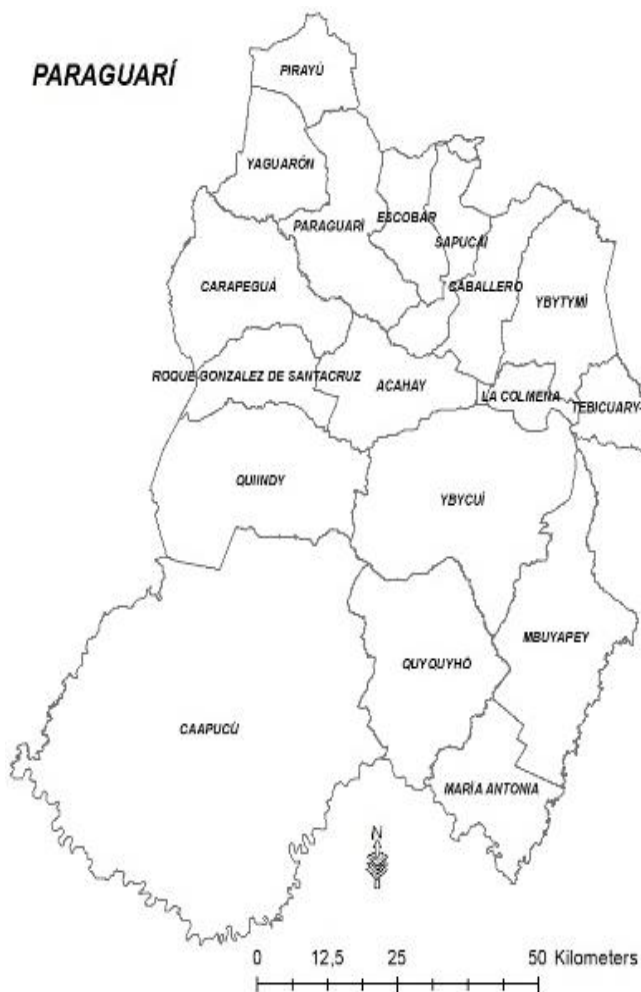 PARAGUARÍ
PIRAYÚ
YAGUARÓN
PARAGUARÍ
ESCOBAR
SAPUCAÍ
CARAPEGUÁ
CABALLERO
YBYTYMÍ
ROQUE GONZALEZ DE SANTACRUZ
ACAHAY
LA COLMENA
TEBICUARY-
QUIINDY
YBYCUÍ
MBUYAPEY
QUYQUYHÓ
CAAPUCÚ
MARÍA ANTONIA
N
0 12,5 25 50 Kilometers